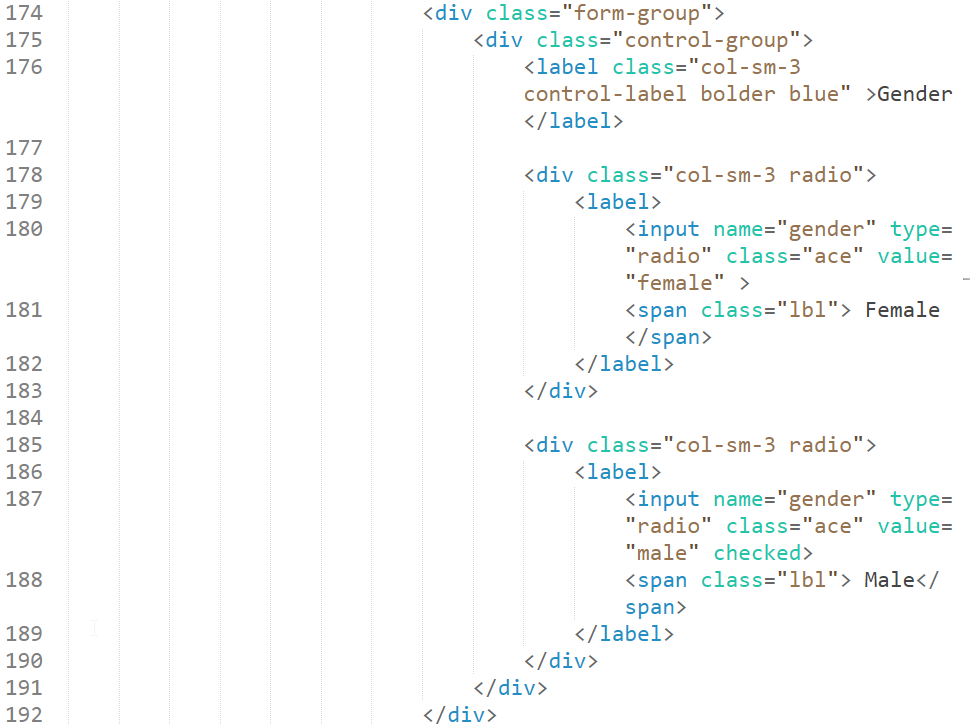 174 <div class="form-group">
175 <div class="control-group">
176 <label class="col-sm-3
control-label bolder blue" >Gender
</label>
177
178 <div class="col-sm-3 radio">
179 <label>
180 <input name="gender" type=
"radio" class="ace" value=
"female" >
181 <span class="lbl"> Female
</span>
182 </label>
183 </div>
184
185 <div class="col-sm-3 radio">
186 <label>
187 <input name="gender" type=
"radio" class="ace" value=
"male" checked>
188 <span class="lbl"> Male</
span>
189 </label>
190 </div>
191 </div>
192 </div>